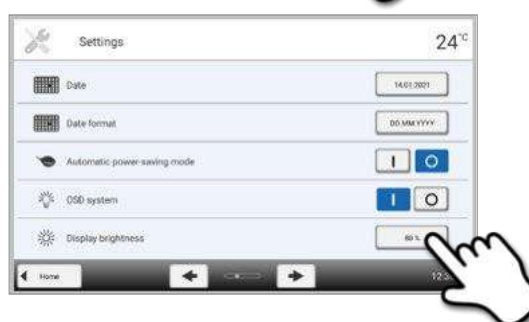 Settings
24°C
Date
14.01.2021
Date format
DD.MM.YYYY
Automatic power-saving mode
I O
OSD system
I O
Display brightness
80 %
Home